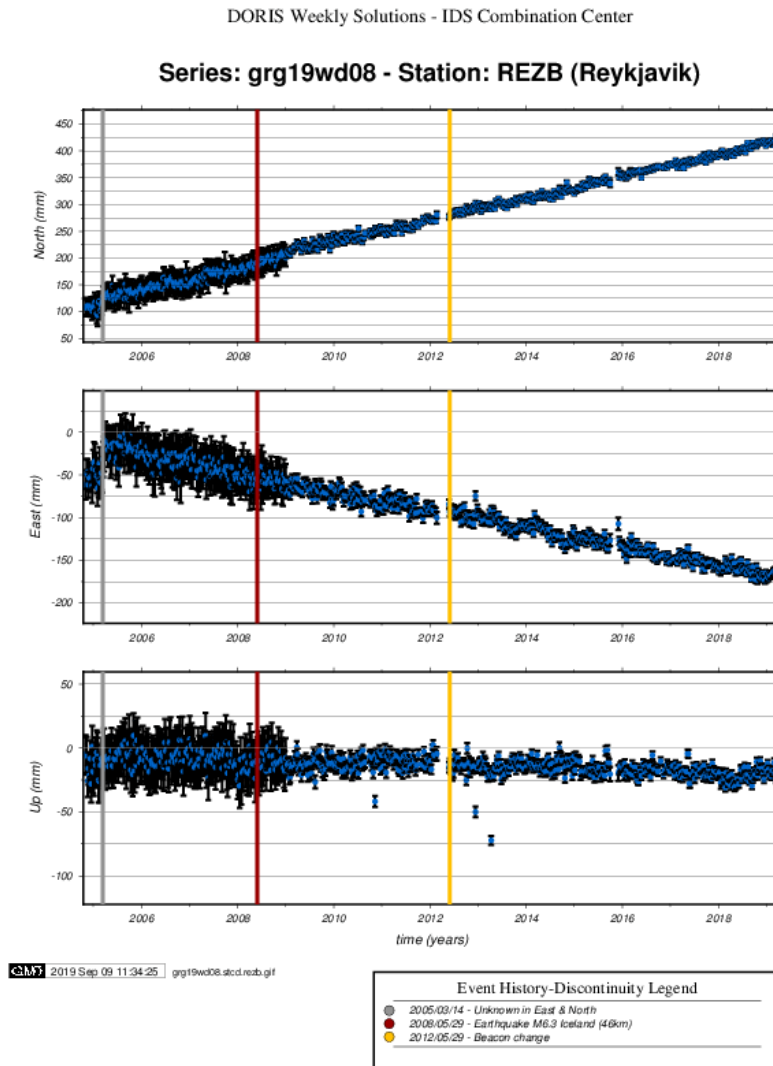 DORIS Weekly Solutions - IDS Combination Center
Series: grg19wd08 - Station: REZB (Reykjavik)
450
400
350
300
250
200
150
100
50
North (mm)
2006 2008 2010 2012 2014 2016 2018
0
-50
-100
-150
-200
East (mm)
2006 2008 2010 2012 2014 2016 2018
50
0
-50
-100
Up (mm)
2006 2008 2010 2012 2014 2016 2018
time (years)
GMT 2019 Sep 09 11:34:25 grg19wd08.stcd.rezb.gif
Event History-Discontinuity Legend
2005/03/14 - Unknown in East & North
2008/05/29 - Earthquake M6.3 Iceland (46km)
2012/05/29 - Beacon change